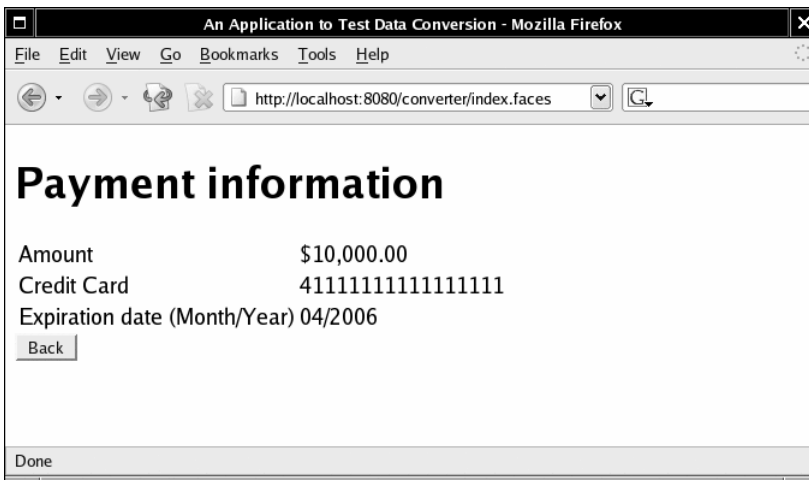 An Application to Test Data Conversion - Mozilla Firefox
File Edit View Go Bookmarks Tools Help
http://localhost:8080/converter/index.faces G
Payment information
Amount $10,000.00
Credit Card 41111111111111111
Expiration date (Month/Year) 04/2006
Back
Done